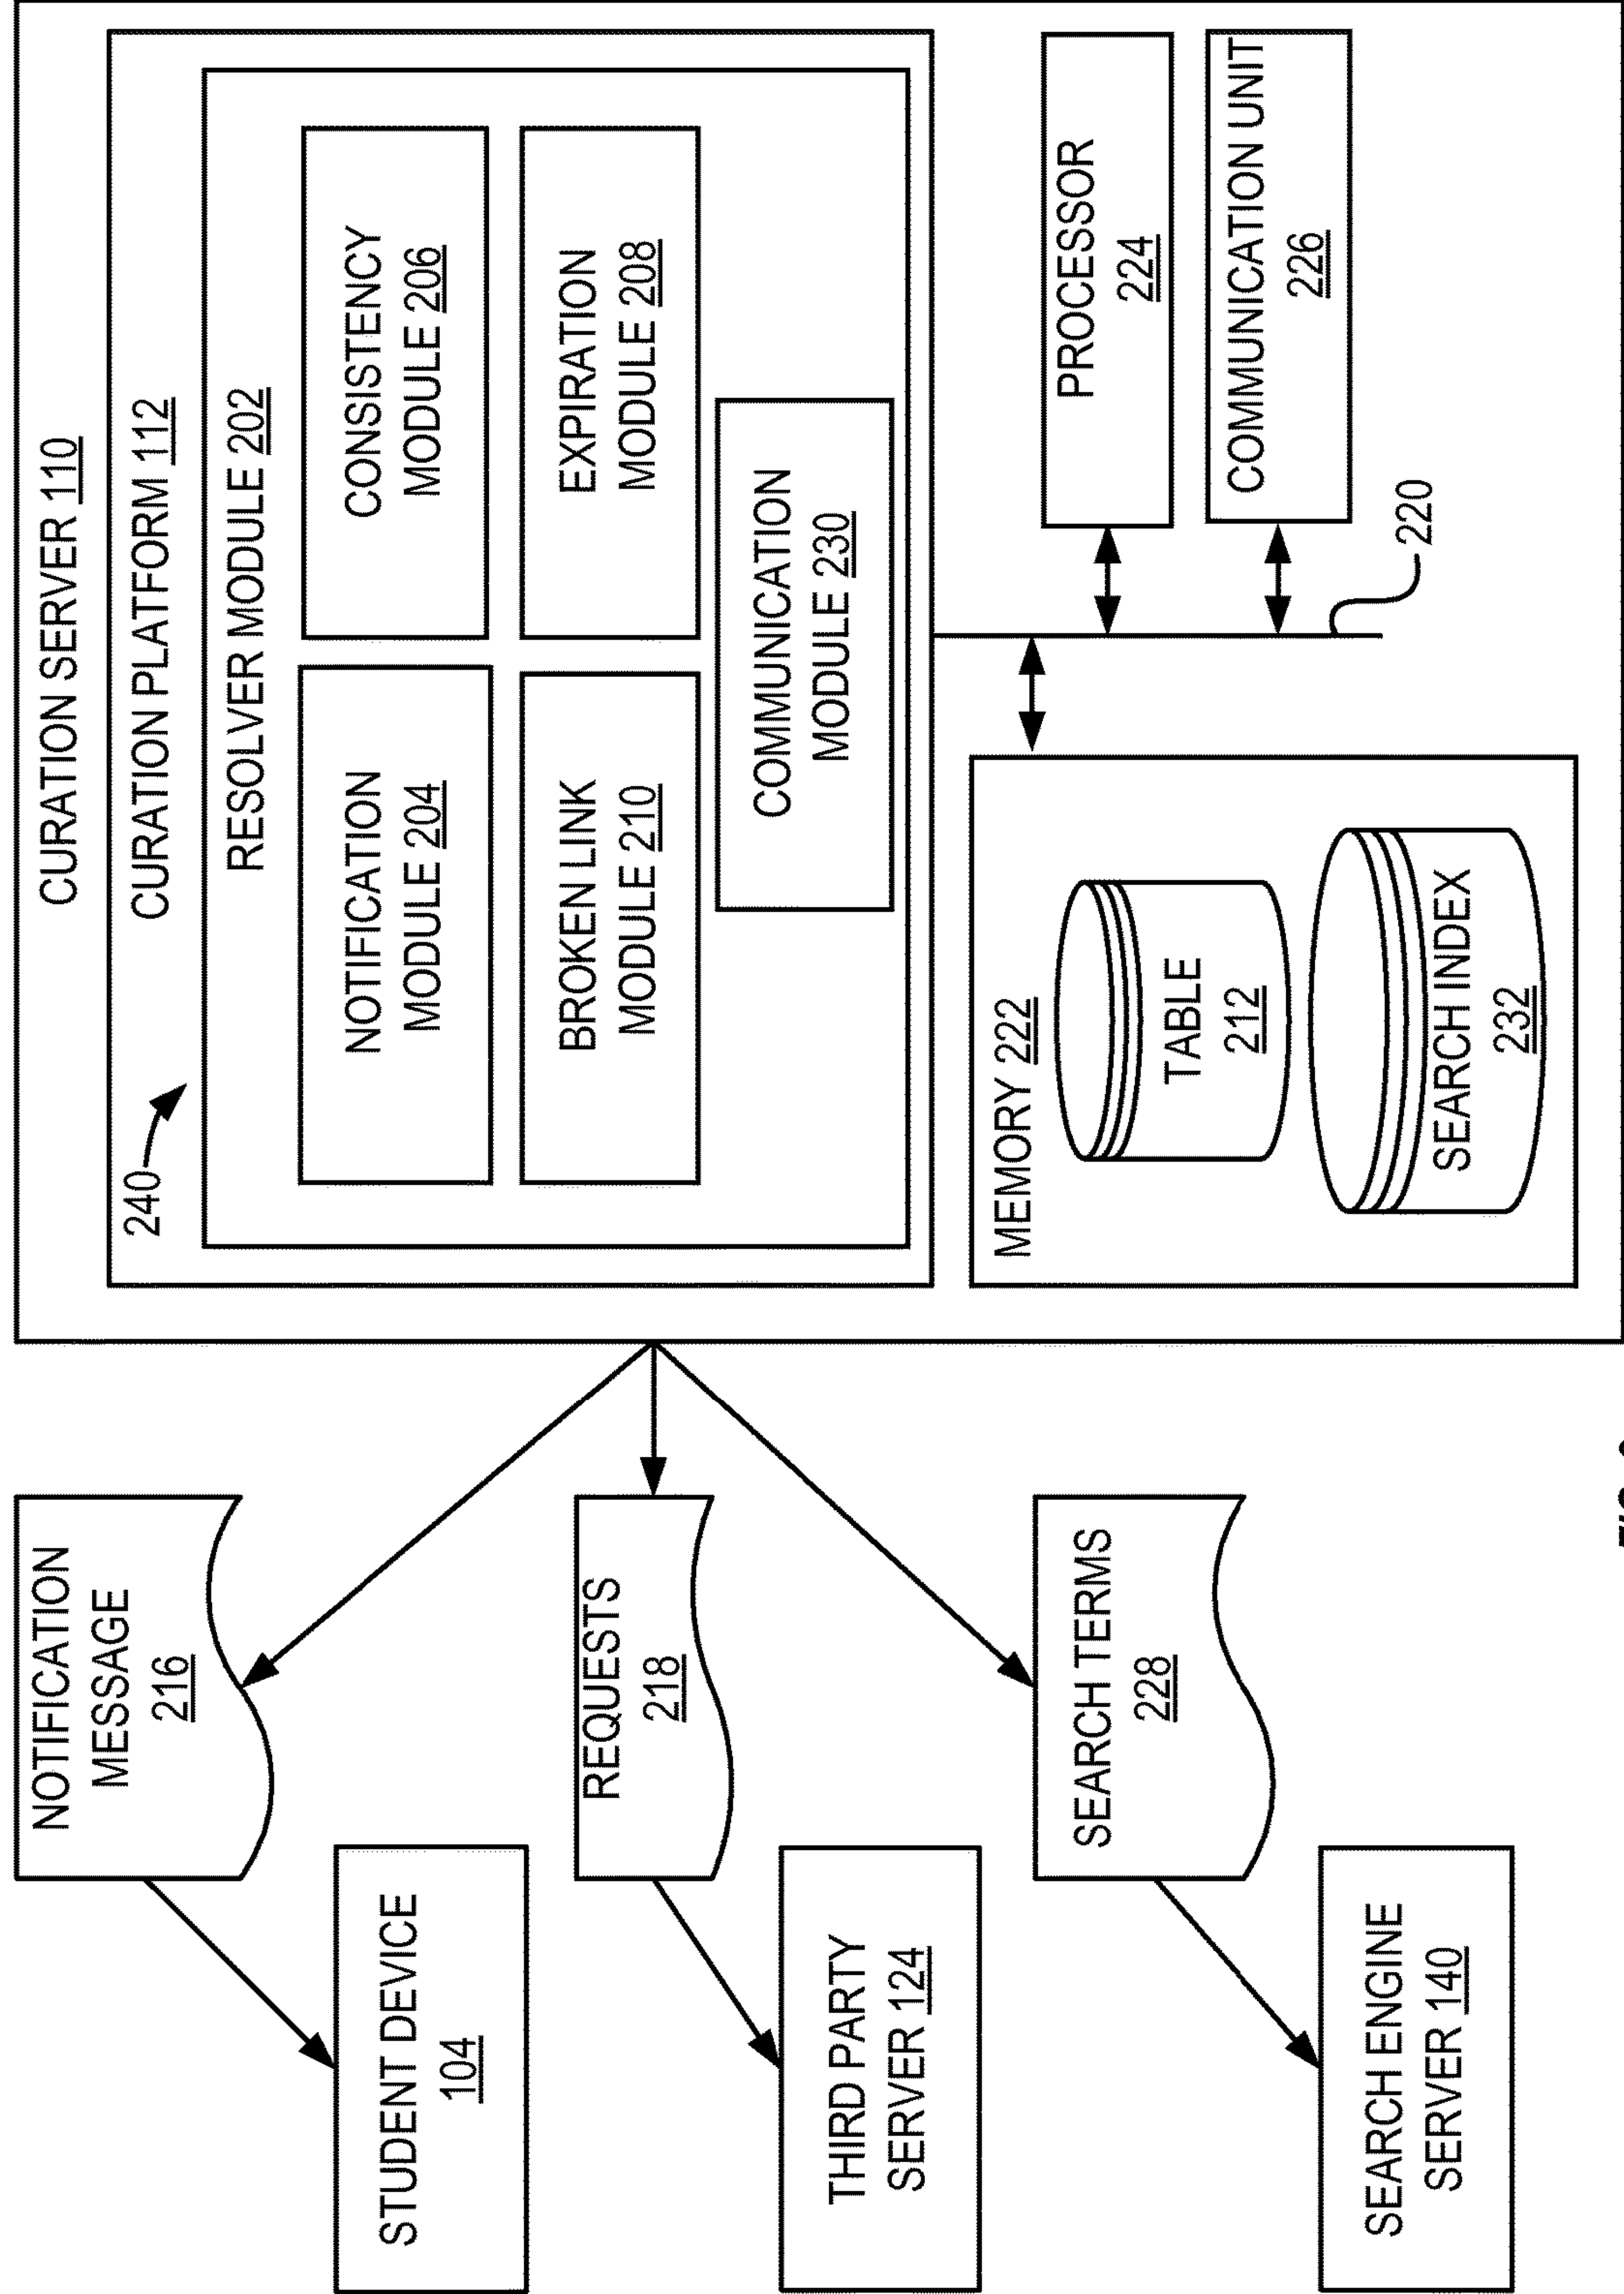 CURATION SERVER 110
CURATION PLATFORM 112
240
RESOLVER MODULE 202
NOTIFICATION
MODULE 204
CONSISTENCY
MODULE 206
BROKEN LINK
MODULE 210
EXPIRATION
MODULE 208
COMMUNICATION
MODULE 230
MEMORY 222
TABLE
212
SEARCH INDEX
232
PROCESSOR
224
COMMUNICATION UNIT
226
220
NOTIFICATION
MESSAGE
216
STUDENT DEVICE
104
REQUESTS
218
THIRD PARTY
SERVER 124
SEARCH TERMS
228
SEARCH ENGINE
SERVER 140